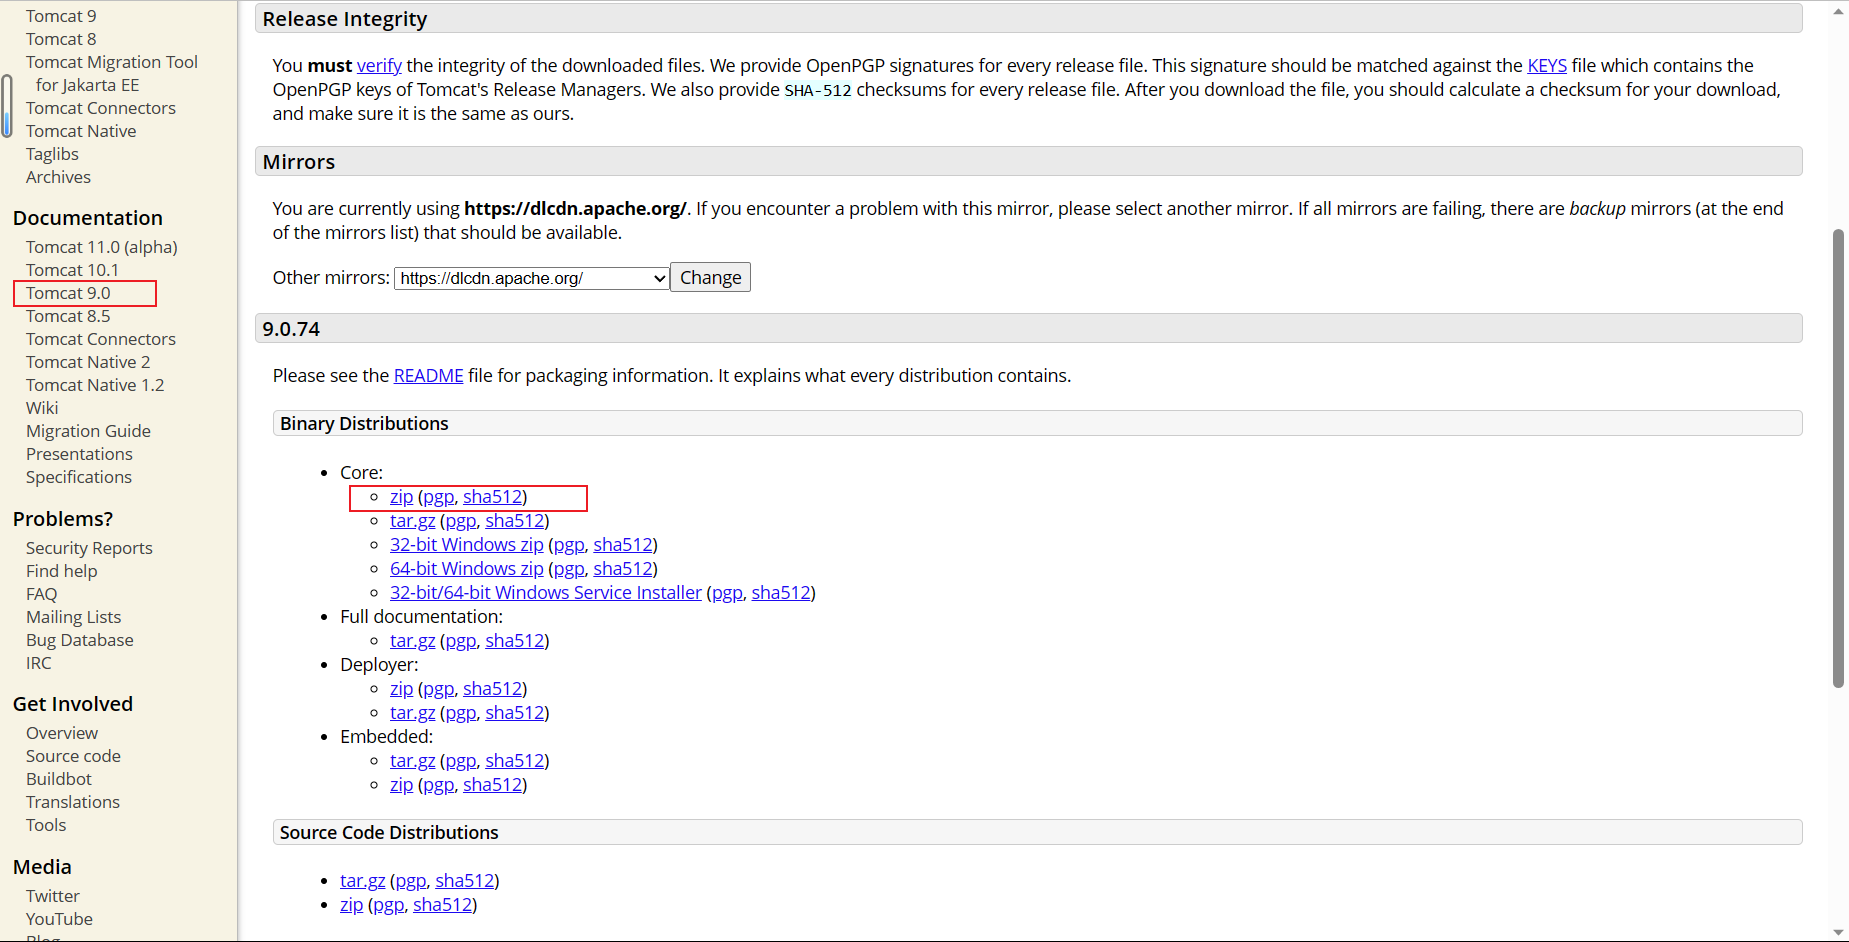 Tomcat 9
Tomcat 8
Tomcat Migration Tool
for Jakarta EE
Tomcat Connectors
Tomcat Native
Taglibs
Archives
Documentation
Tomcat 11.0 (alpha)
Tomcat 10.1
Tomcat 9.0
Tomcat 8.5
Tomcat Connectors
Tomcat Native 2
Tomcat Native 1.2
Wiki
Migration Guide
Presentations
Specifications
Problems?
Security Reports
Find help
FAQ
Mailing Lists
Bug Database
IRC
Get Involved
Overview
Source code
Buildbot
Translations
Tools
Media
Twitter
YouTube
Blog
Release Integrity
You must verify the integrity of the downloaded files. We provide OpenPGP signatures for every release file. This signature should be matched against the KEYS file which contains the
OpenPGP keys of Tomcat's Release Managers. We also provide SHA-512 checksums for every release file. After you download the file, you should calculate a checksum for your download,
and make sure it is the same as ours.
Mirrors
You are currently using https://dlcdn.apache.org/. If you encounter a problem with this mirror, please select another mirror. If all mirrors are failing, there are backup mirrors (at the end
of the mirrors list) that should be available.
Other mirrors: https://dlcdn.apache.org/ Change
9.0.74
Please see the README file for packaging information. It explains what every distribution contains.
Binary Distributions
Core:
zip (pgp, sha512)
tar.gz (pgp, sha512)
32-bit Windows zip (pgp, sha512)
64-bit Windows zip (pgp, sha512)
32-bit/64-bit Windows Service Installer (pgp, sha512)
Full documentation:
tar.gz (pgp, sha512)
Deployer:
zip (pgp, sha512)
tar.gz (pgp, sha512)
Embedded:
tar.gz (pgp, sha512)
zip (pgp, sha512)
Source Code Distributions
tar.gz (pgp, sha512)
zip (pgp, sha512)